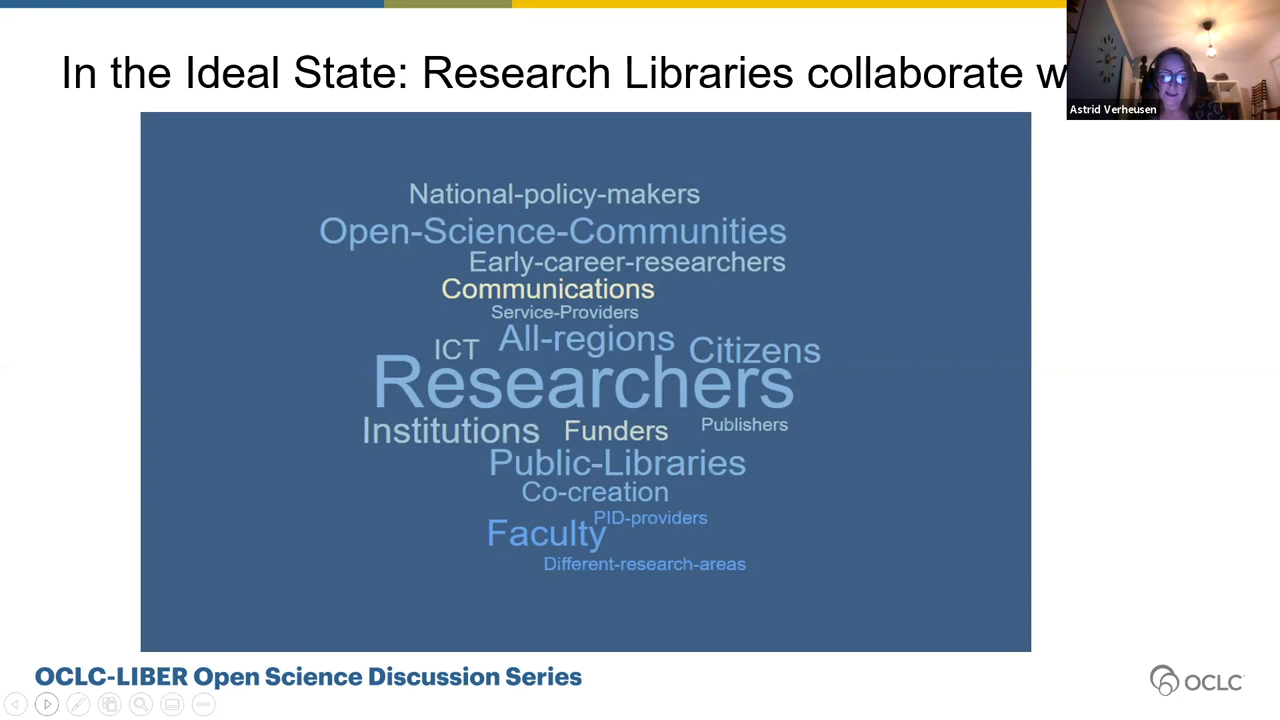 In the Ideal State: Research Libraries collaborate w
Astrid Verheusen
National-policy-makers
Open-Science-Communities
Early-career-researchers
Communications
Service-Providers
ICT All-regions Citizens
Researchers
Institutions Funders Publishers
Public-Libraries
Co-creation
PID-providers
Faculty
Different-research-areas
OCLC-LIBER Open Science Discussion Series
OCLC